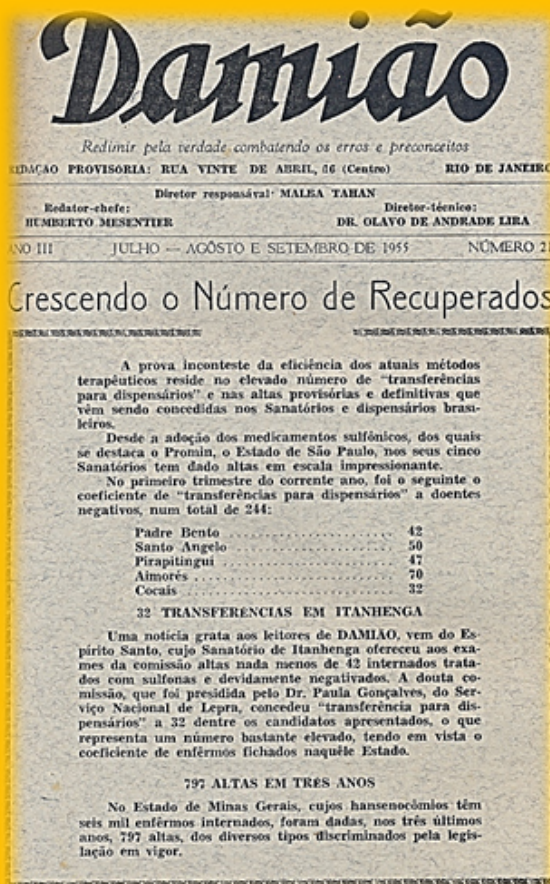 Damião
Redimir pela verdade combatendo os erros e preconceitos
REDAÇAO PROVISORIA: RUA VINTE DE ABRIL, 16 (Centro) RIO DE JANEIRO
Diretor responsável: MALBA TAHAN
Redator-chefe: Diretor-técnico:
HUMBERTO MESENTIER DR. OLAVO DE ANDRADE LIRA
ANO III JULHO — AGÔSTO E SETEMBRO DE 1955 NÚMERO 21
Crescendo o Número de Recuperados
A prova inconteste da eficiência dos atuais métodos
terapêuticos reside no elevado número de "transferências
para dispensários" e nas altas provisórias e definitivas que
vêm sendo concedidas nos Sanatórios e dispensários brasi-
leiros.
Desde a adoção dos medicamentos sulfônicos, dos quais
se destaca o Promin, o Estado de São Paulo, nos seus cinco
Sanatórios tem dado altas em escala impressionante.
No primeiro trimestre do corrente ano, foi o seguinte o
coeficiente de "transferências para dispensários" a doentes
negativos, num total de 244:
Padre Bento 42
Santo Angelo 50
Pirapitinguí 47
Aimorés 70
Cocais 32
32 TRANSFERENCIAS EM ITANHENGA
Uma notícia grata aos leitores de DAMIÃO, vem do Es-
pírito Santo, cujo Sanatório de Itanhenga ofereceu aos exa-
mes da comissão altas nada menos de 42 internados trata-
dos com sulfonas e devidamente negativados. A douta co-
missão, que foi presidida pelo Dr. Paula Gonçalves, do Ser-
viço Nacional de Lepra, concedeu "transferência para dis-
pensários" a 32 dentre os candidatos apresentados, o que
representa um número bastante elevado, tendo em vista o
coeficiente de enfêrmos fichados naquêle Estado.
797 ALTAS EM TRÊS ANOS
No Estado de Minas Gerais, cujos hansenocômios têm
seis mil enfêrmos internados, foram dadas, nos três últimos
anos, 797 altas, dos diversos tipos discriminados pela legis-
lação em vigor.